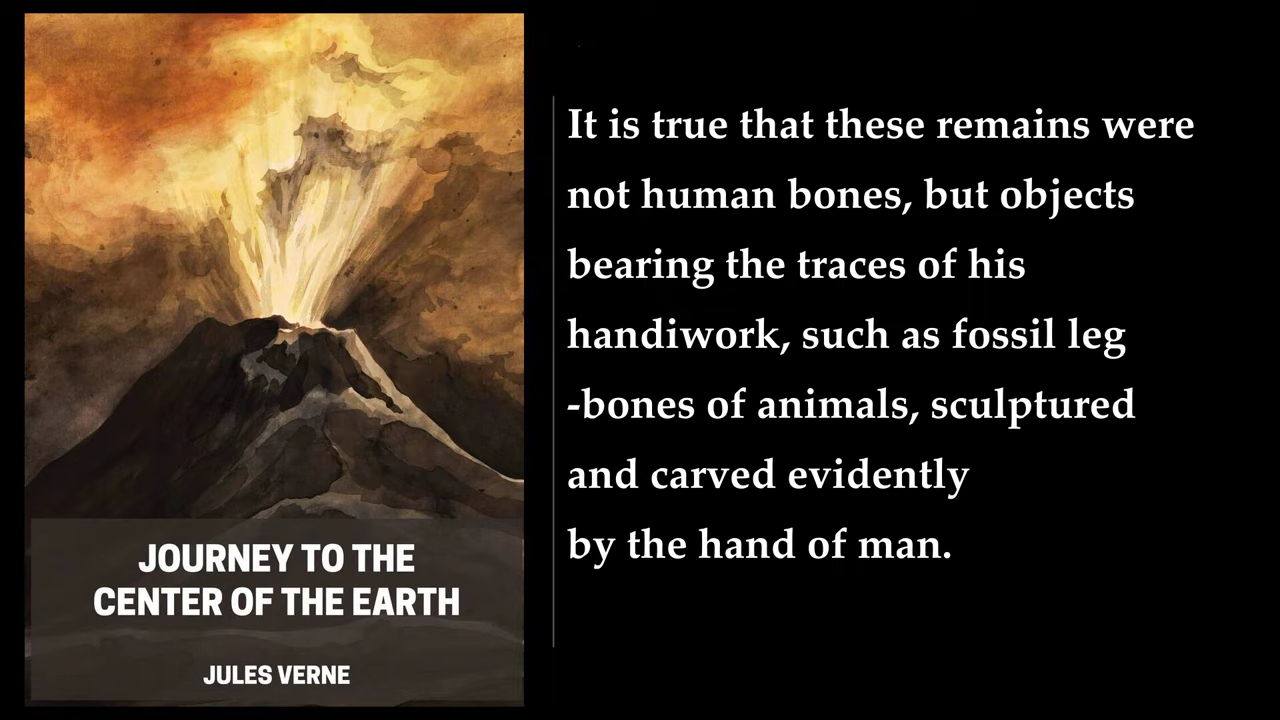 JOURNEY TO THE
CENTER OF THE EARTH
JULES VERNE
It is true that these remains were
not human bones, but objects
bearing the traces of his
handiwork, such as fossil leg
-bones of animals, sculptured
and carved evidently
by the hand of man.